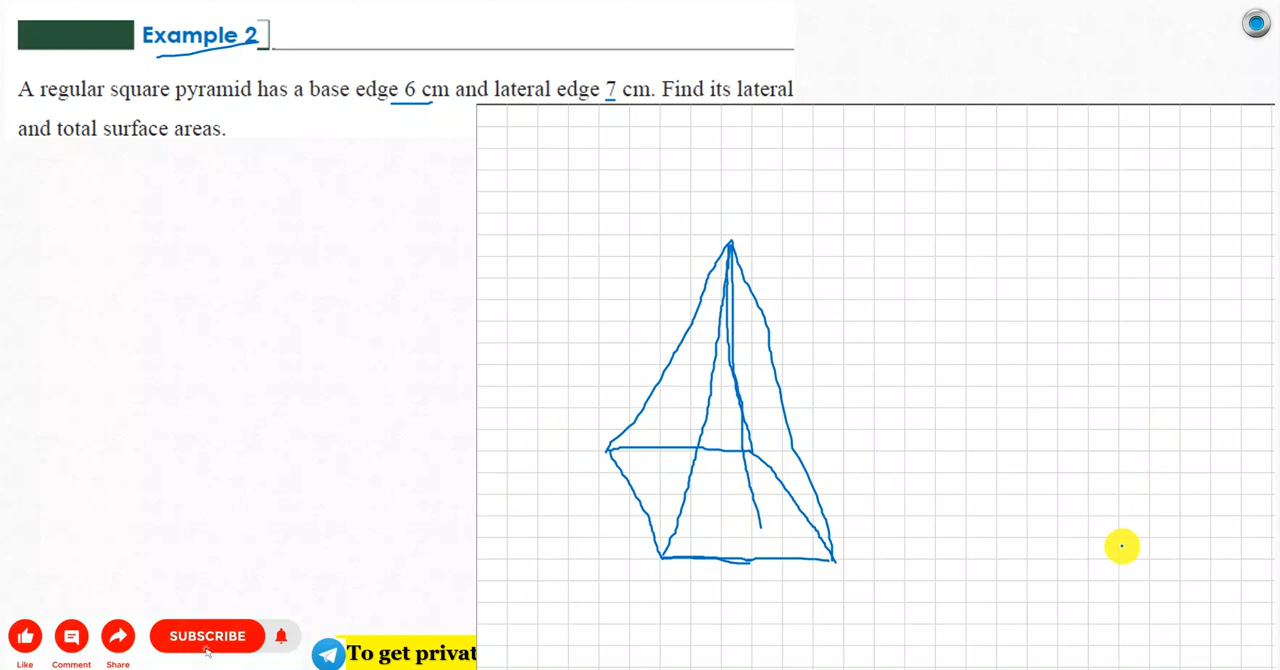 Example 2
A regular square pyramid has a base edge 6 cm and lateral edge 7 cm. Find its lateral
and total surface areas.
SUBSCRIBE
Like Comment Share
To get privat